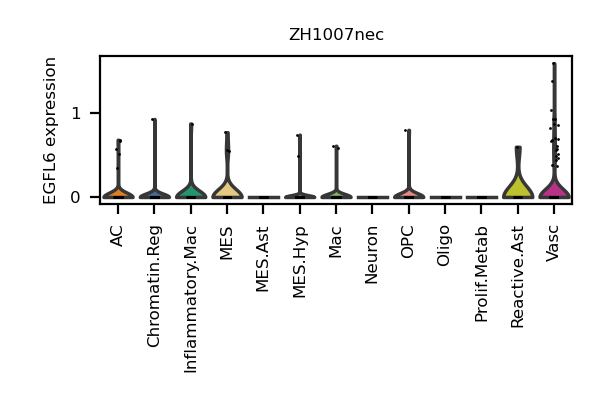 ZH1007nec
EGFL6 expression
1
0
AC
Chromatin.Reg
Inflammatory.Mac
MES
MES.Ast
MES.Hyp
Mac
Neuron
OPC
Oligo
Prolif.Metab
Reactive.Ast
Vasc